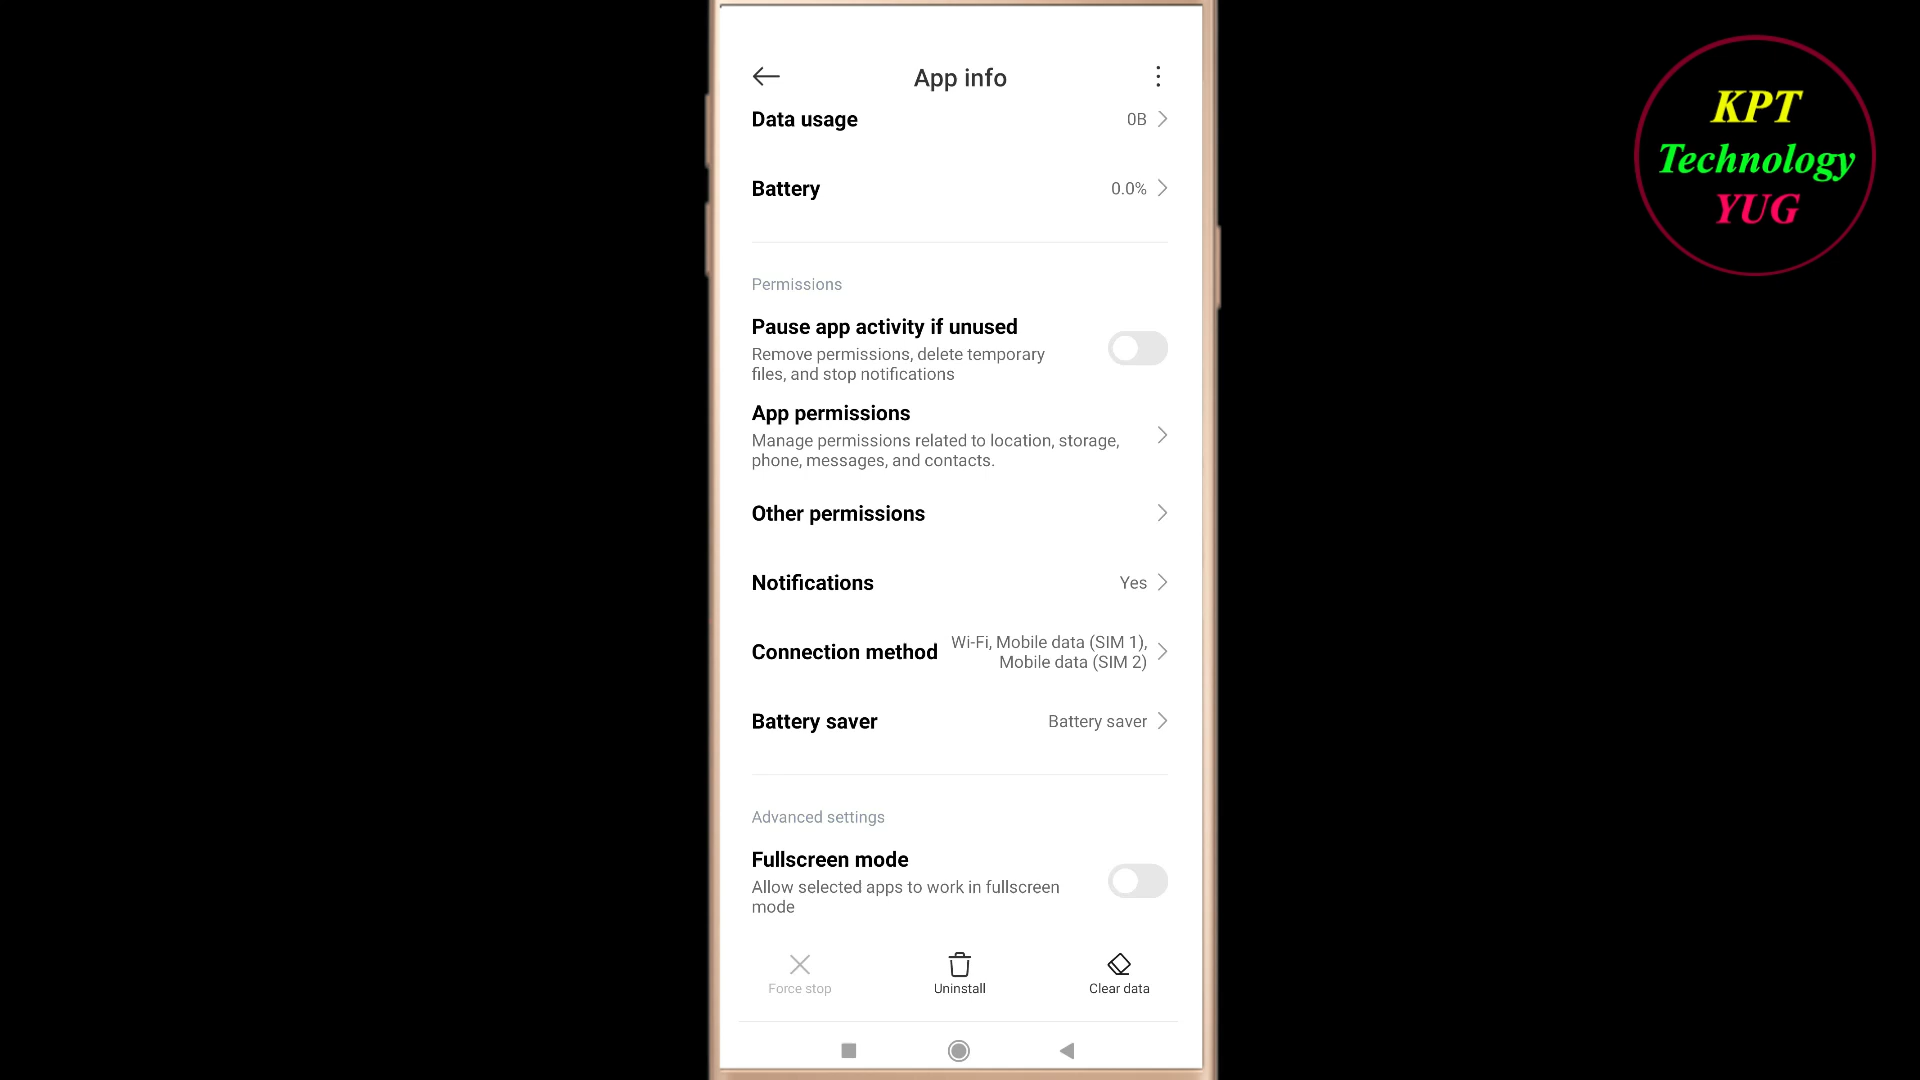 App info
Data usage
0B
Battery
0.0%
Permissions
Pause app activity if unused
Remove permissions, delete temporary
files, and stop notifications
App permissions
Manage permissions related to location, storage,
phone, messages, and contacts.
Other permissions
Notifications
Yes
Connection method
Wi-Fi, Mobile data (SIM 1),
Mobile data (SIM 2)
Battery saver
Battery saver
Advanced settings
Fullscreen mode
Allow selected apps to work in fullscreen
mode
Force stop
Uninstall
Clear data
KPT
Technology
YUG